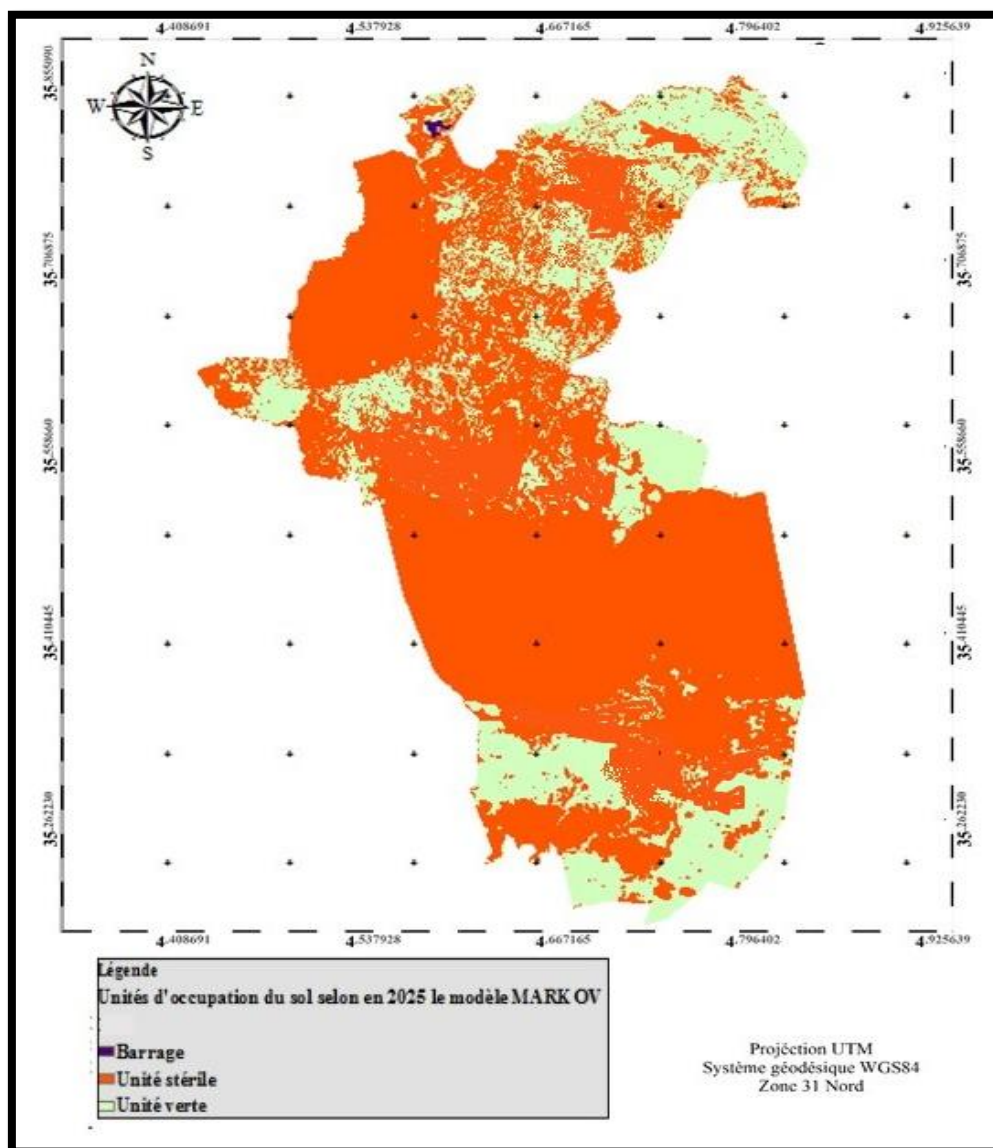 4.408691 4.537928 4.667165 4.796402 4.925639
N
W E
S
35.855090 35.855090
35.706875 35.706875
35.558660 35.558660
35.410445 35.410445
35.262230 35.262230
4.408691 4.537928 4.667165 4.796402 4.925639
Légende
Unités d'occupation du sol selon en 2025 le modèle MARK OV
Barrage
Unité stérile
Unité verte
Projéction UTM
Système géodésique WGS84
Zone 31 Nord